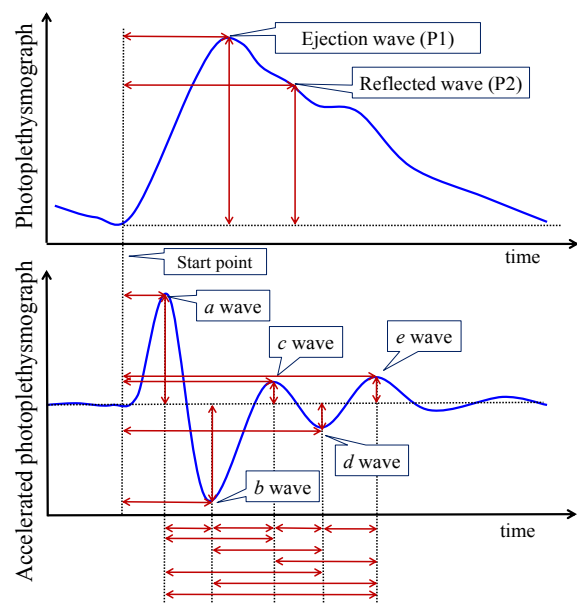 Photoplethysmograph
Ejection wave (P1)
Reflected wave (P2)
time
Start point
Accelerated photoplethysmograph
a wave
c wave
e wave
d wave
b wave
time